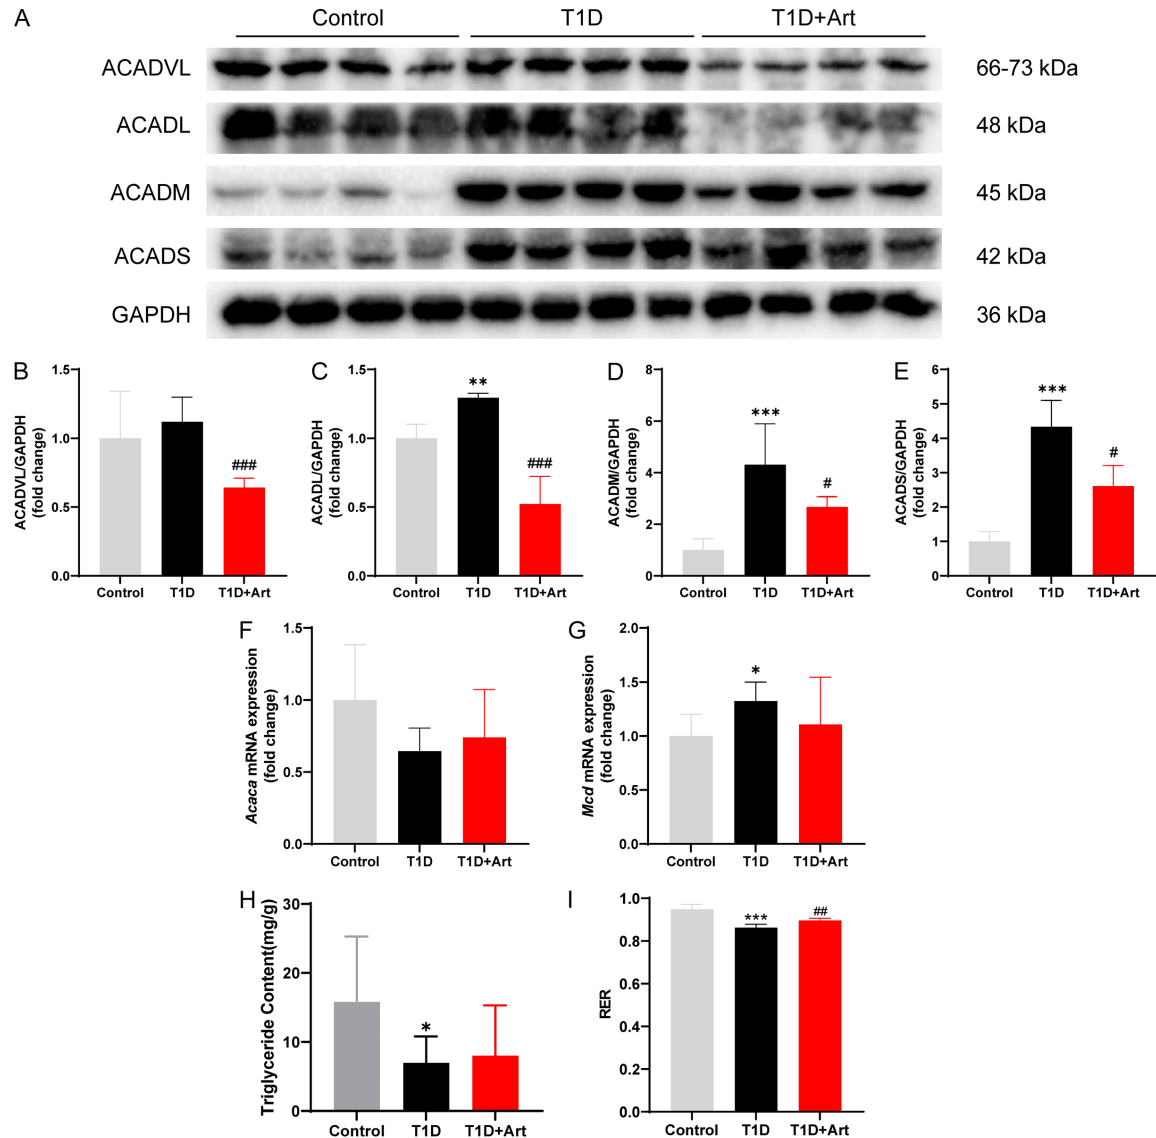 A
Control T1D T1D+Art
ACADVL 66-73 kDa
ACADL 48 kDa
ACADM 45 kDa
ACADS 42 kDa
GAPDH 36 kDa
B
ACADVL/GAPDH
(fold change)
1.5
1.0
0.5
0.0
###
Control T1D T1D+Art
C
ACADL/GAPDH
(fold change)
1.5
1.0
0.5
0.0
**
###
Control T1D T1D+Art
D
ACADM/GAPDH
(fold change)
8
6
4
2
0
***
#
Control T1D T1D+Art
E
ACADS/GAPDH
(fold change)
6
5
4
3
2
1
0
***
#
Control T1D T1D+Art
F
Acaca mRNA expression
(fold change)
1.5
1.0
0.5
0.0
Control T1D T1D+Art
G
Mcd mRNA expression
(fold change)
2.0
1.5
1.0
0.5
0.0
*
Control T1D T1D+Art
H
Triglyceride Content(mg/g)
30
20
10
0
*
Control T1D T1D+Art
I
RER
1.0
0.8
0.6
0.4
0.2
0.0
***
##
Control T1D T1D+Art